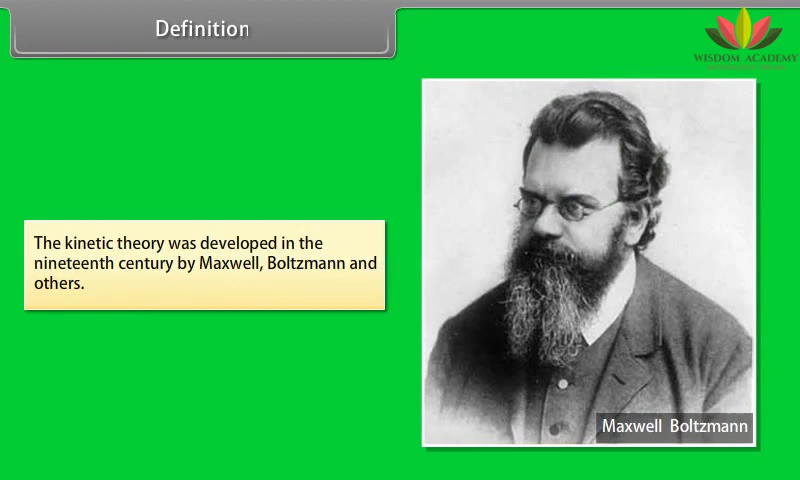 Definition
WISDOM ACADEMY
The kinetic theory was developed in the
nineteenth century by Maxwell, Boltzmann and
others.
Maxwell Boltzmann